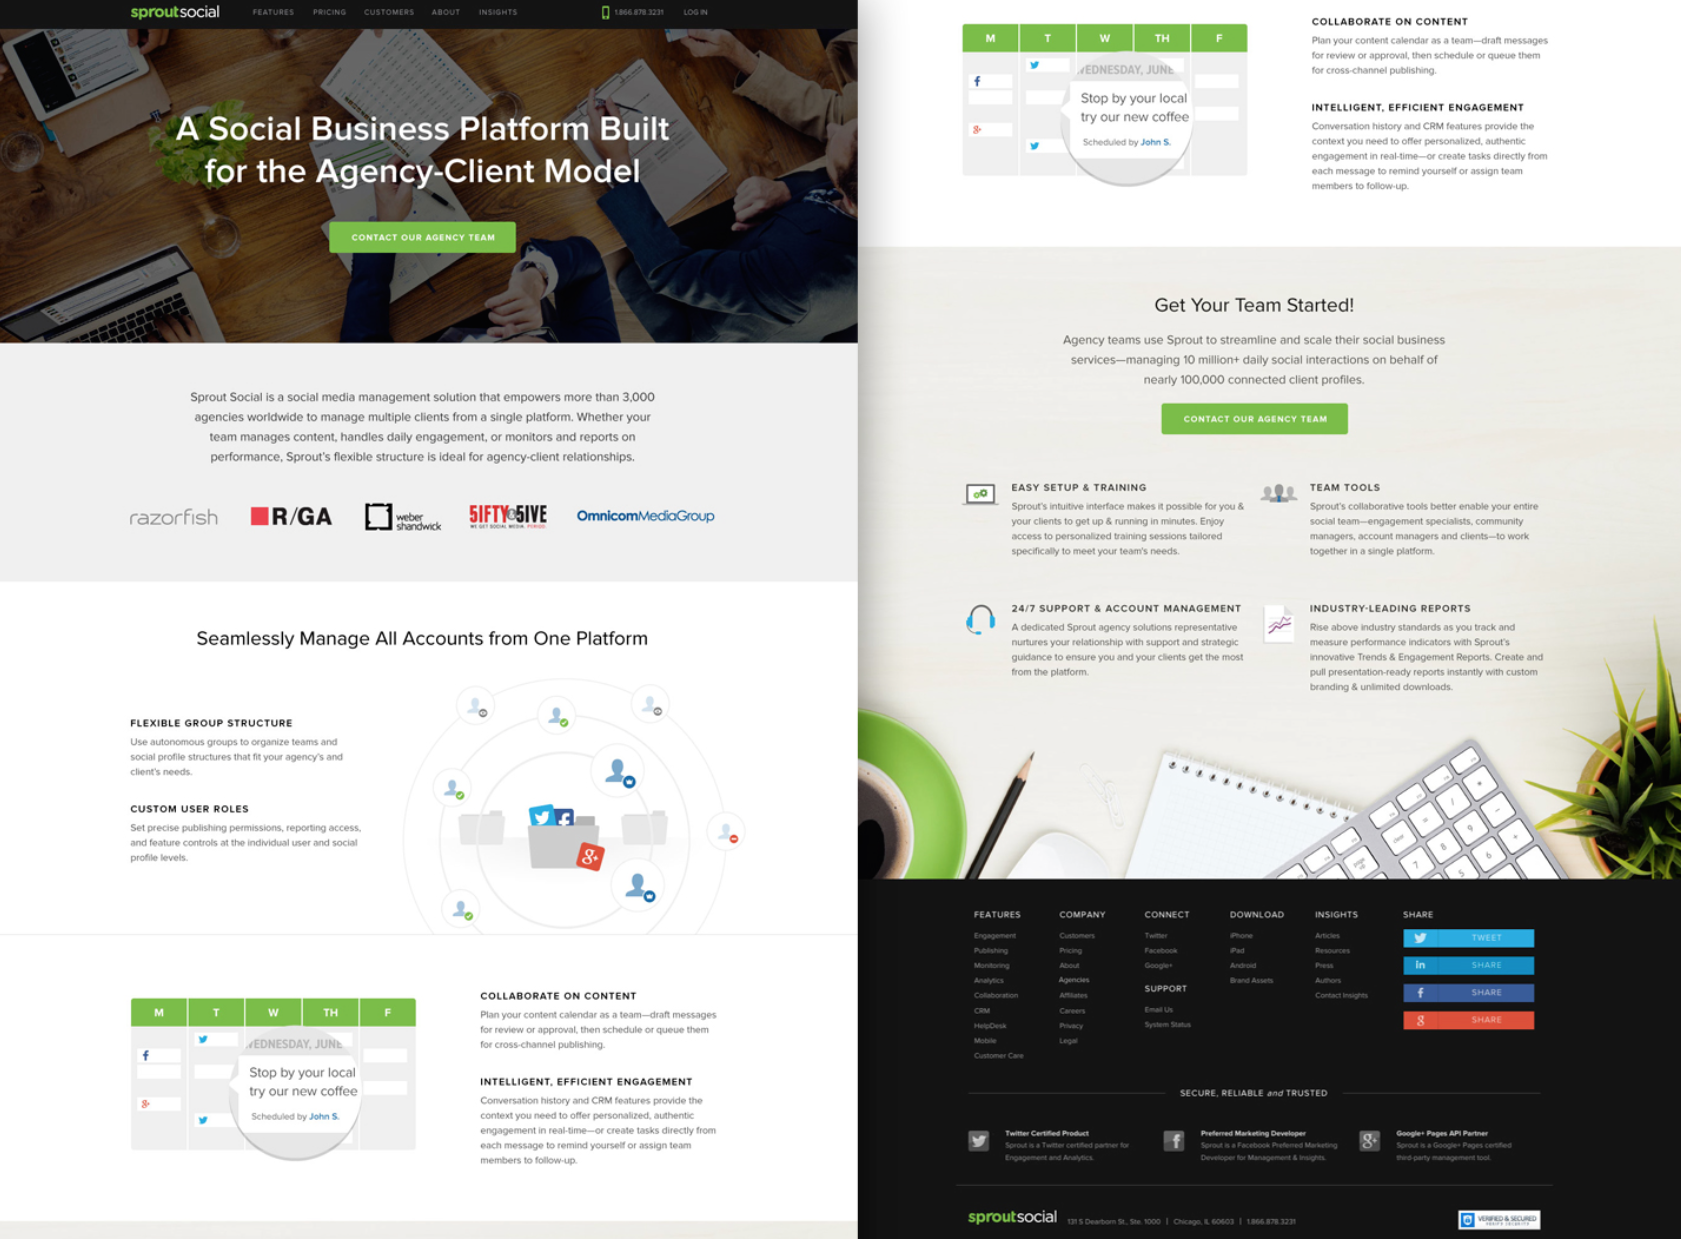 sproutsocial
FEATURES PRICING CUSTOMERS ABOUT INSIGHTS
1.866.878.3231 LOG IN
A Social Business Platform Built
for the Agency-Client Model
CONTACT OUR AGENCY TEAM
Sprout Social is a social media management solution that empowers more than 3,000
agencies worldwide to manage multiple clients from a single platform. Whether your
team manages content, handles daily engagement, or monitors and reports on
performance, Sprout's flexible structure is ideal for agency-client relationships.
razorfish
R/GA
weber
shandwick
5IFTY&5IVE
WE GET SOCIAL MEDIA. PERIOD.
OmnicomMediaGroup
Seamlessly Manage All Accounts from One Platform
FLEXIBLE GROUP STRUCTURE
Use autonomous groups to organize teams and
social profile structures that fit your agency's and
client's needs.
CUSTOM USER ROLES
Set precise publishing permissions, reporting access,
and feature controls at the individual user and social
profile levels.
M T W TH F
WEDNESDAY, JUNE
Stop by your local
try our new coffee
Scheduled by John S.
COLLABORATE ON CONTENT
Plan your content calendar as a team—draft messages
for review or approval, then schedule or queue them
for cross-channel publishing.
INTELLIGENT, EFFICIENT ENGAGEMENT
Conversation history and CRM features provide the
context you need to offer personalized, authentic
engagement in real-time—or create tasks directly from
each message to remind yourself or assign team
members to follow-up.
M T W TH F
WEDNESDAY, JUNE
Stop by your local
try our new coffee
Scheduled by John S.
COLLABORATE ON CONTENT
Plan your content calendar as a team—draft messages
for review or approval, then schedule or queue them
for cross-channel publishing.
INTELLIGENT, EFFICIENT ENGAGEMENT
Conversation history and CRM features provide the
context you need to offer personalized, authentic
engagement in real-time—or create tasks directly from
each message to remind yourself or assign team
members to follow-up.
Get Your Team Started!
Agency teams use Sprout to streamline and scale their social business
services—managing 10 million+ daily social interactions on behalf of
nearly 100,000 connected client profiles.
CONTACT OUR AGENCY TEAM
EASY SETUP & TRAINING
Sprout's intuitive interface makes it possible for you &
your clients to get up & running in minutes. Enjoy
access to personalized training sessions tailored
specifically to meet your team's needs.
TEAM TOOLS
Sprout's collaborative tools better enable your entire
social team—engagement specialists, community
managers, account managers and clients—to work
together in a single platform.
24/7 SUPPORT & ACCOUNT MANAGEMENT
A dedicated Sprout agency solutions representative
nurtures your relationship with support and strategic
guidance to ensure you and your clients get the most
from the platform.
INDUSTRY-LEADING REPORTS
Rise above industry standards as you track and
measure performance indicators with Sprout's
innovative Trends & Engagement Reports. Create and
pull presentation-ready reports instantly with custom
branding & unlimited downloads.
FEATURES
Engagement
Publishing
Monitoring
Analytics
Collaboration
CRM
HelpDesk
Mobile
Customer Care
COMPANY
Customers
Pricing
About
Agencies
Affiliates
Careers
Privacy
Legal
CONNECT
Twitter
Facebook
Google+
SUPPORT
Email Us
System Status
DOWNLOAD
iPhone
iPad
Android
Brand Assets
INSIGHTS
Articles
Resources
Press
Authors
Contact Insights
SHARE
TWEET
in SHARE
f SHARE
g SHARE
SECURE, RELIABLE and TRUSTED
Twitter Certified Product
Sprout is a Twitter certified partner for
Engagement and Analytics.
Preferred Marketing Developer
Sprout is a Facebook Preferred Marketing
Developer for Management & Insights.
Google+ Pages API Partner
Sprout is a Google+ Pages certified
third-party management tool.
sproutsocial
131 S Dearborn St., Ste. 1000 | Chicago, IL 60603 | 1.866.878.3231
VERIFIED & SECURED